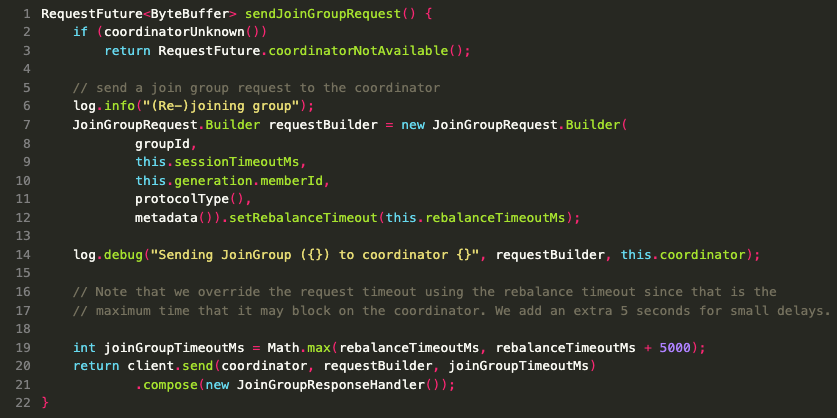 1 RequestFuture<ByteBuffer> sendJoinGroupRequest() {
2     if (coordinatorUnknown())
3         return RequestFuture.coordinatorNotAvailable();
4
5     // send a join group request to the coordinator
6     log.info("(Re-)joining group");
7     JoinGroupRequest.Builder requestBuilder = new JoinGroupRequest.Builder(
8             groupId,
9             this.sessionTimeoutMs,
10             this.generation.memberId,
11             protocolType(),
12             metadata()).setRebalanceTimeout(this.rebalanceTimeoutMs);
13
14     log.debug("Sending JoinGroup ({}) to coordinator {}", requestBuilder, this.coordinator);
15
16     // Note that we override the request timeout using the rebalance timeout since that is the
17     // maximum time that it may block on the coordinator. We add an extra 5 seconds for small delays.
18
19     int joinGroupTimeoutMs = Math.max(rebalanceTimeoutMs, rebalanceTimeoutMs + 5000);
20     return client.send(coordinator, requestBuilder, joinGroupTimeoutMs)
21             .compose(new JoinGroupResponseHandler());
22 }